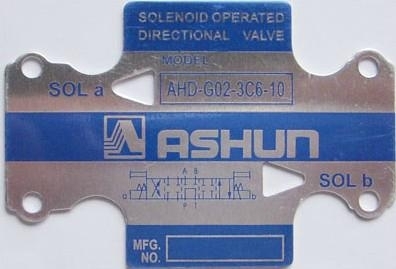 SOLENOID OPERATED
DIRECTIONAL VALVE
MODEL
SOL a
AHD-G02-3C6-10
ASHUN
A B
P T
SOL b
MFG.
NO.